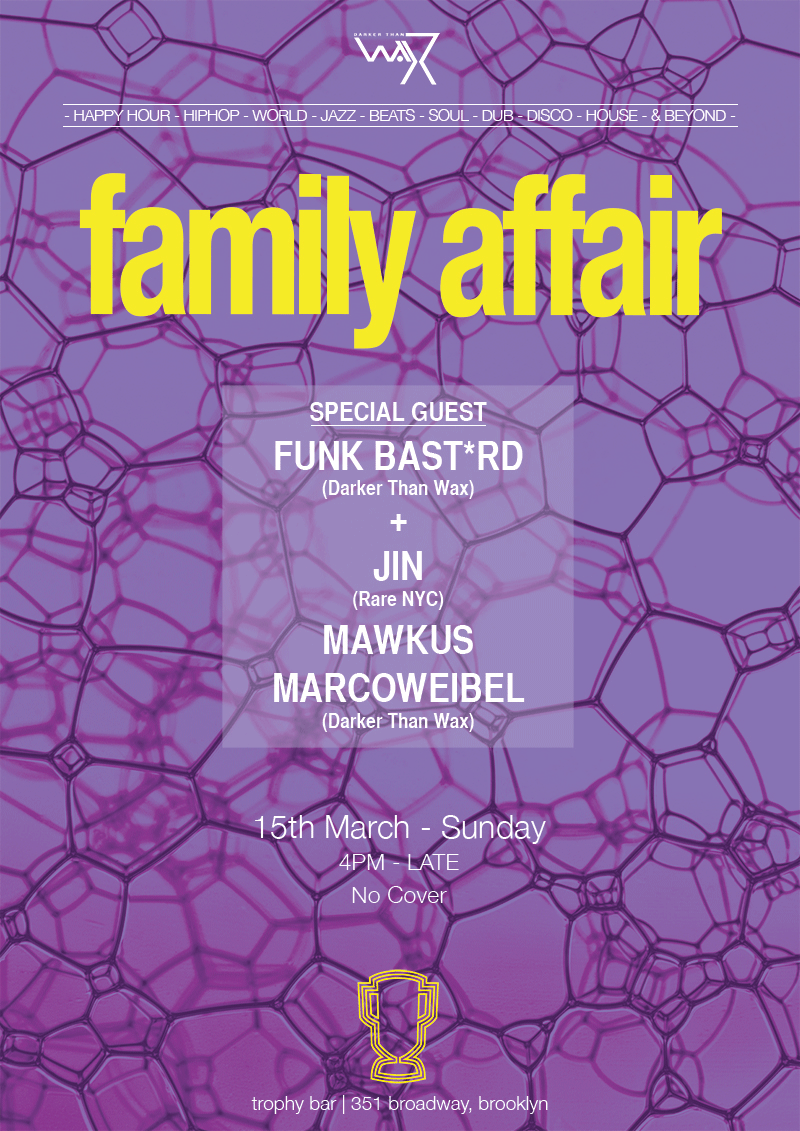 DARKER THAN
WAX
- HAPPY HOUR - HIPHOP - WORLD - JAZZ - BEATS - SOUL - DUB - DISCO - HOUSE - & BEYOND -
family affair
SPECIAL GUEST
FUNK BAST*RD
(Darker Than Wax)
+
JIN
(Rare NYC)
MAWKUS
MARCOWEIBEL
(Darker Than Wax)
15th March - Sunday
4PM - LATE
No Cover
trophy bar | 351 broadway, brooklyn